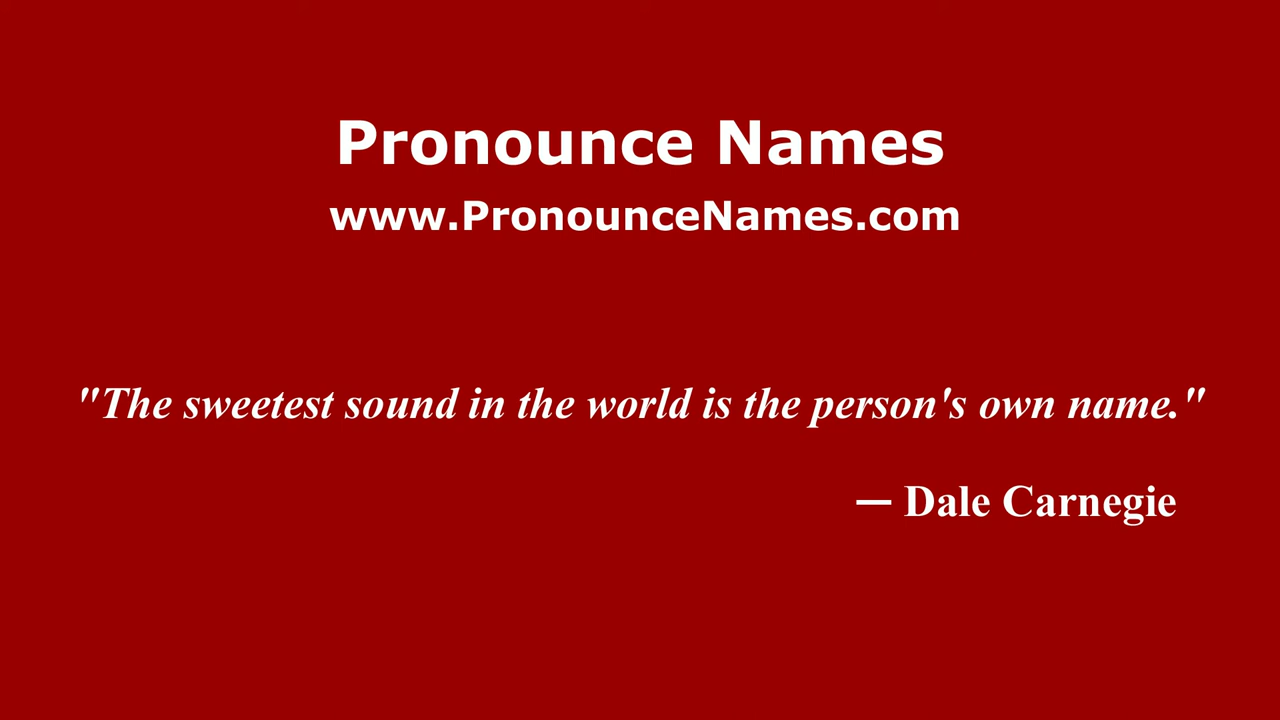 Pronounce Names
www.PronounceNames.com
"The sweetest sound in the world is the person's own name."
— Dale Carnegie